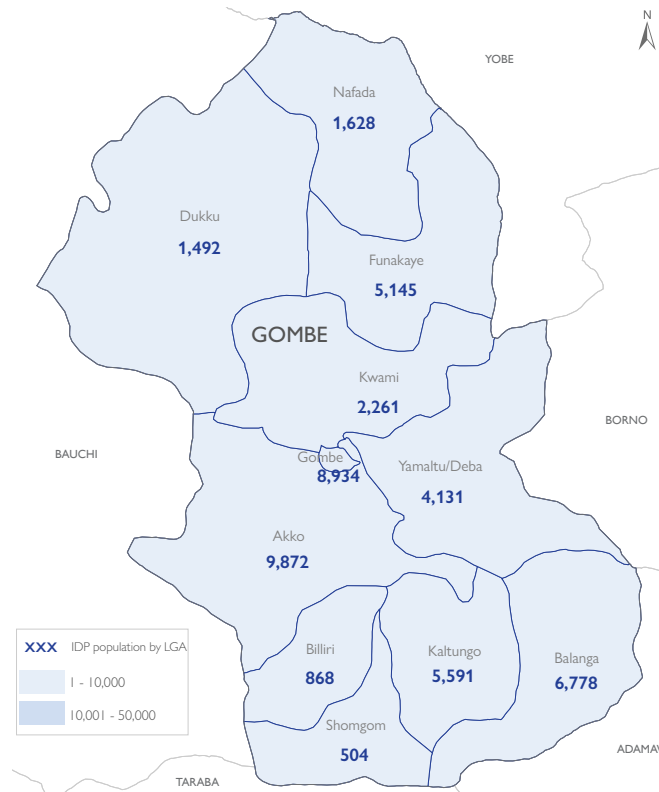 N
YOBE
Nafada
1,628
Dukku
1,492
Funakaye
5,145
GOMBE
Kwami
2,261
BORNO
BAUCHI
Gombe
8,934
Yamaltu/Deba
4,131
Akko
9,872
XXX IDP population by LGA
1 - 10,000
10,001 - 50,000
Billiri
868
Kaltungo
5,591
Balanga
6,778
Shomgom
504
ADAMAW
TARABA